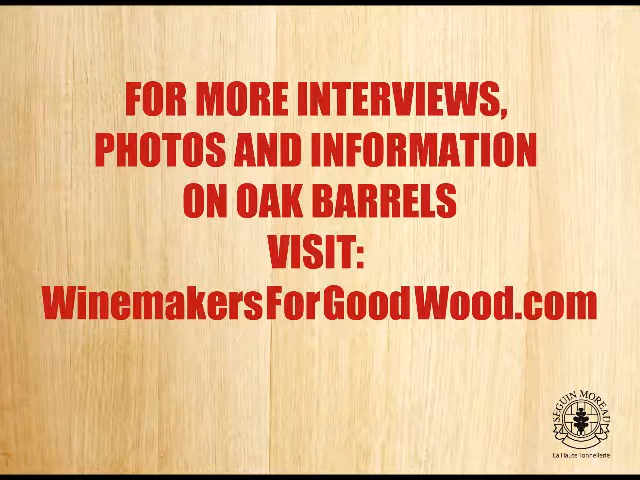 FOR MORE INTERVIEWS,
PHOTOS AND INFORMATION
ON OAK BARRELS
VISIT:
WinemakersForGoodWood.com
SEGUIN MOREAU
La Haute Tonnellerie